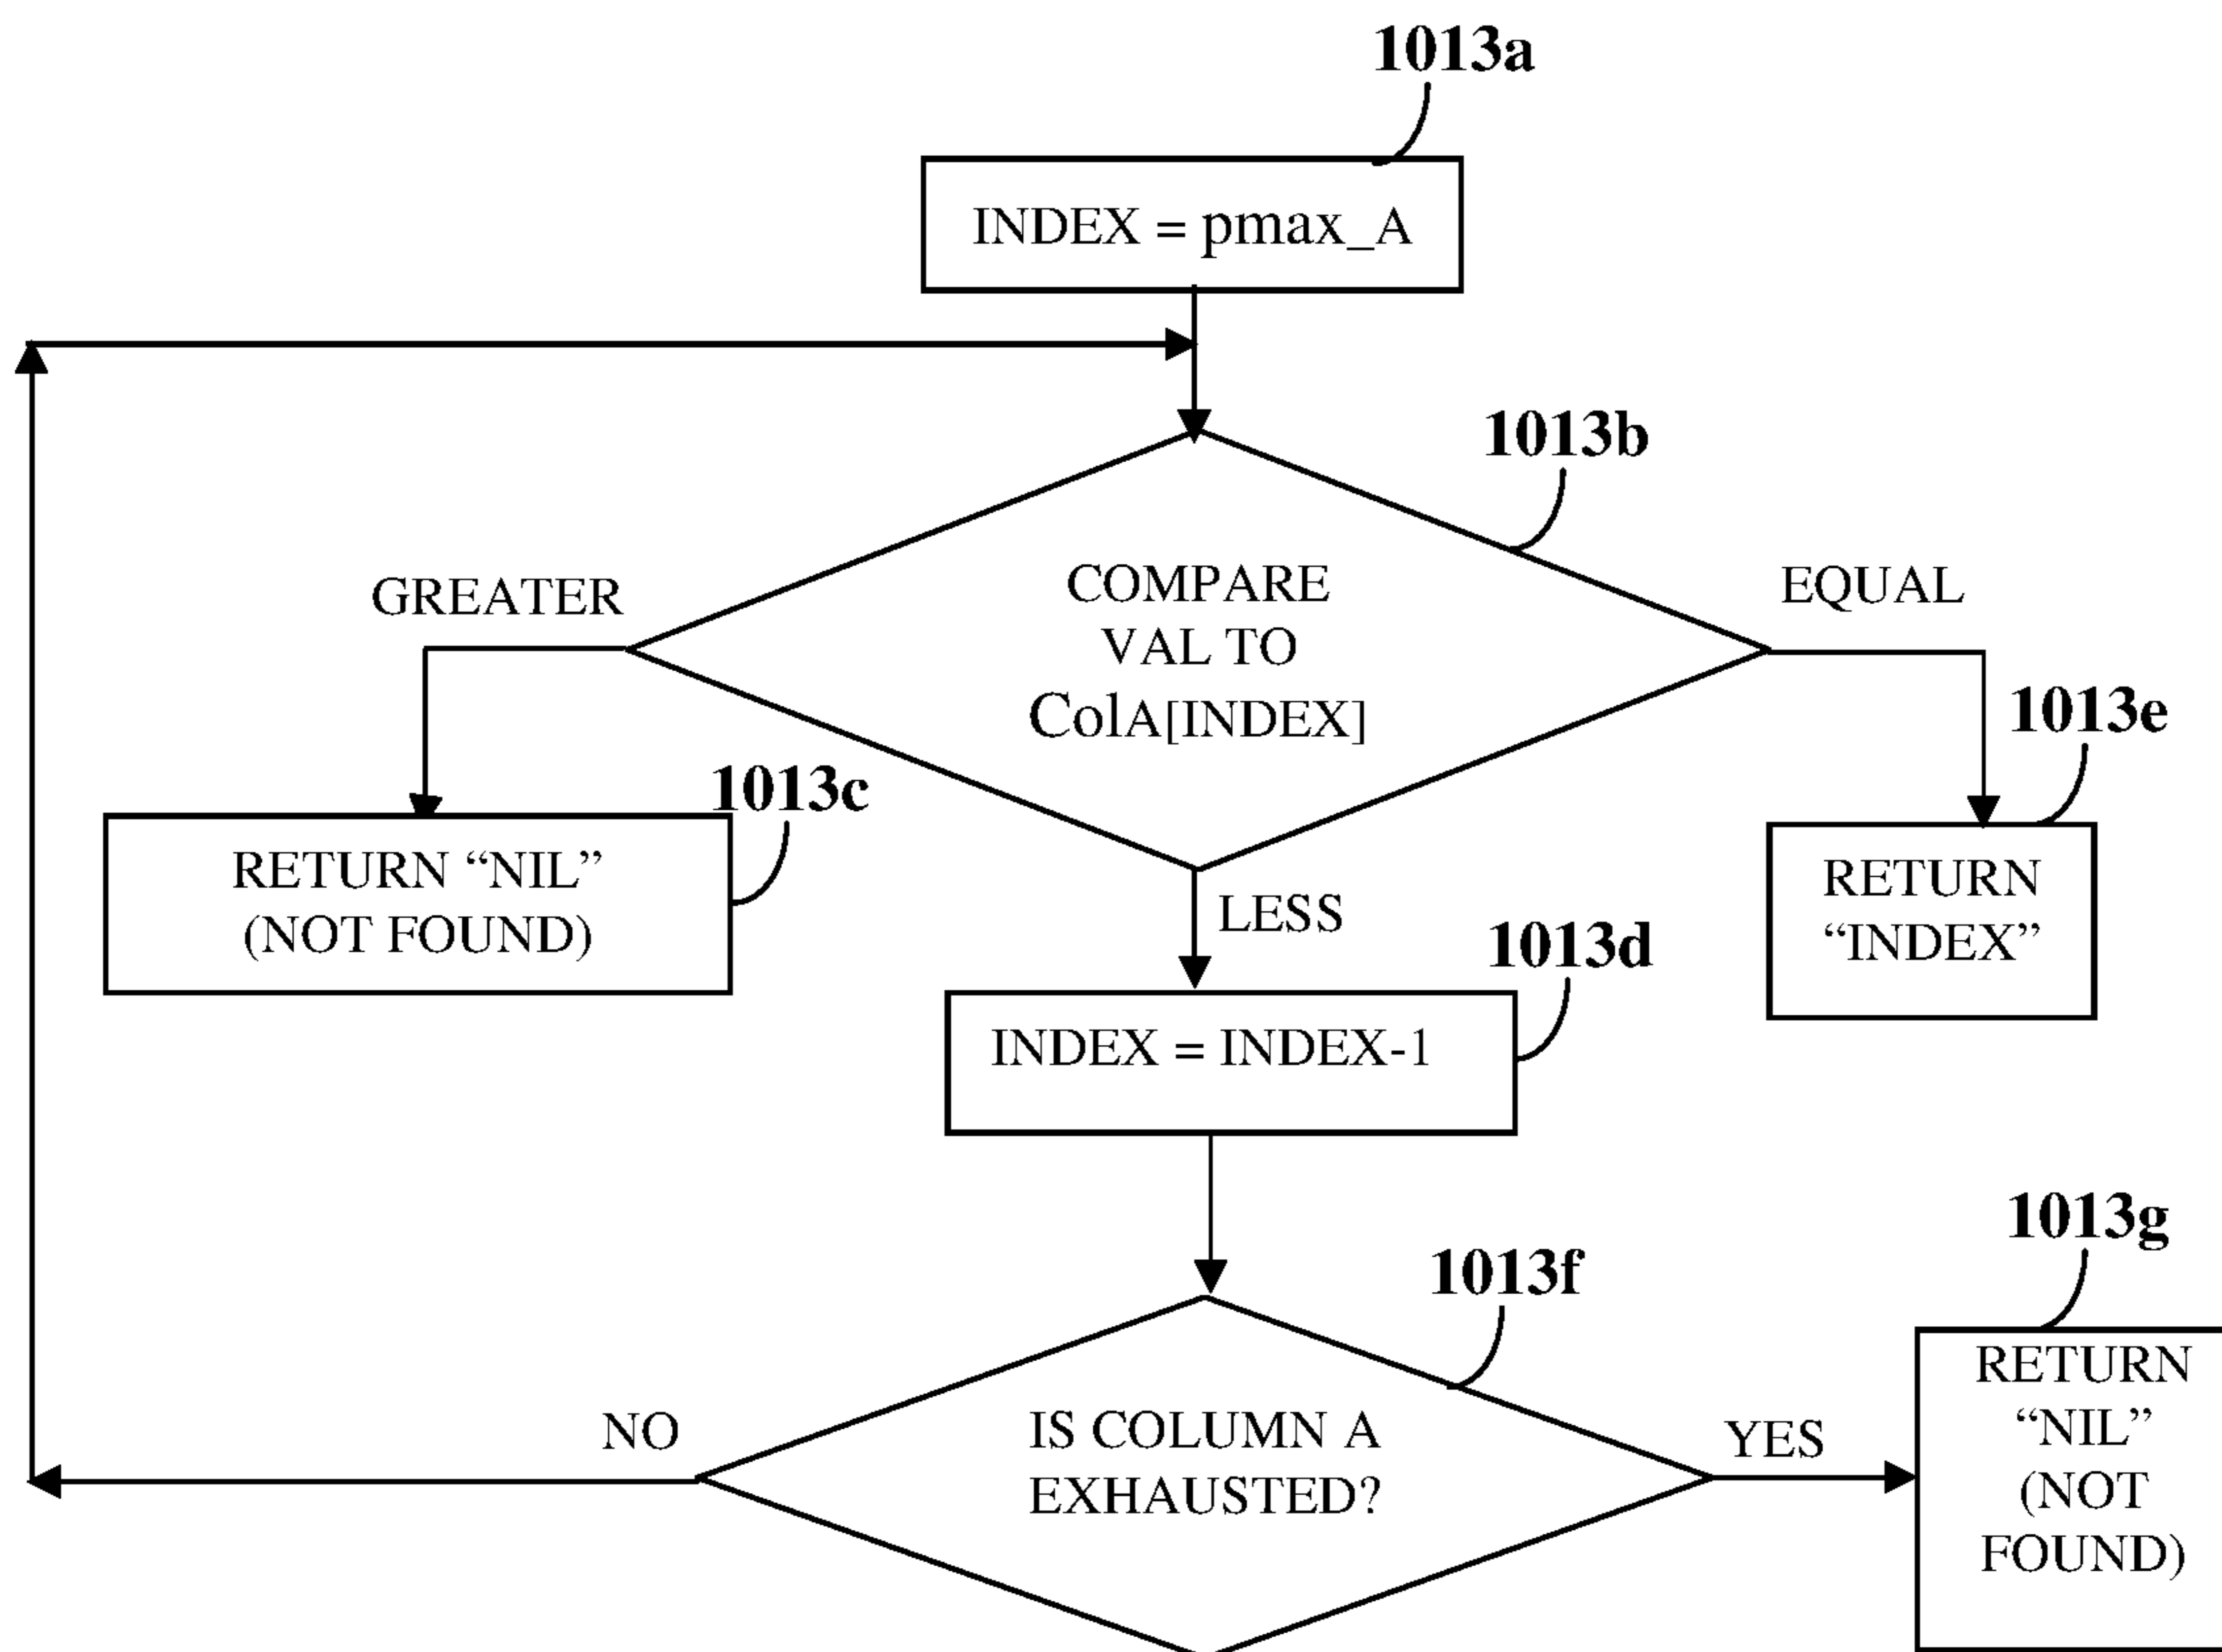 1013a
INDEX = pmax_A
1013b
GREATER
COMPARE
VAL TO
ColA[INDEX]
EQUAL
1013c
RETURN “NIL”
(NOT FOUND)
1013e
RETURN
“INDEX”
LESS
1013d
INDEX = INDEX-1
1013f
1013g
NO
IS COLUMN A
EXHAUSTED?
YES
RETURN
“NIL”
(NOT
FOUND)